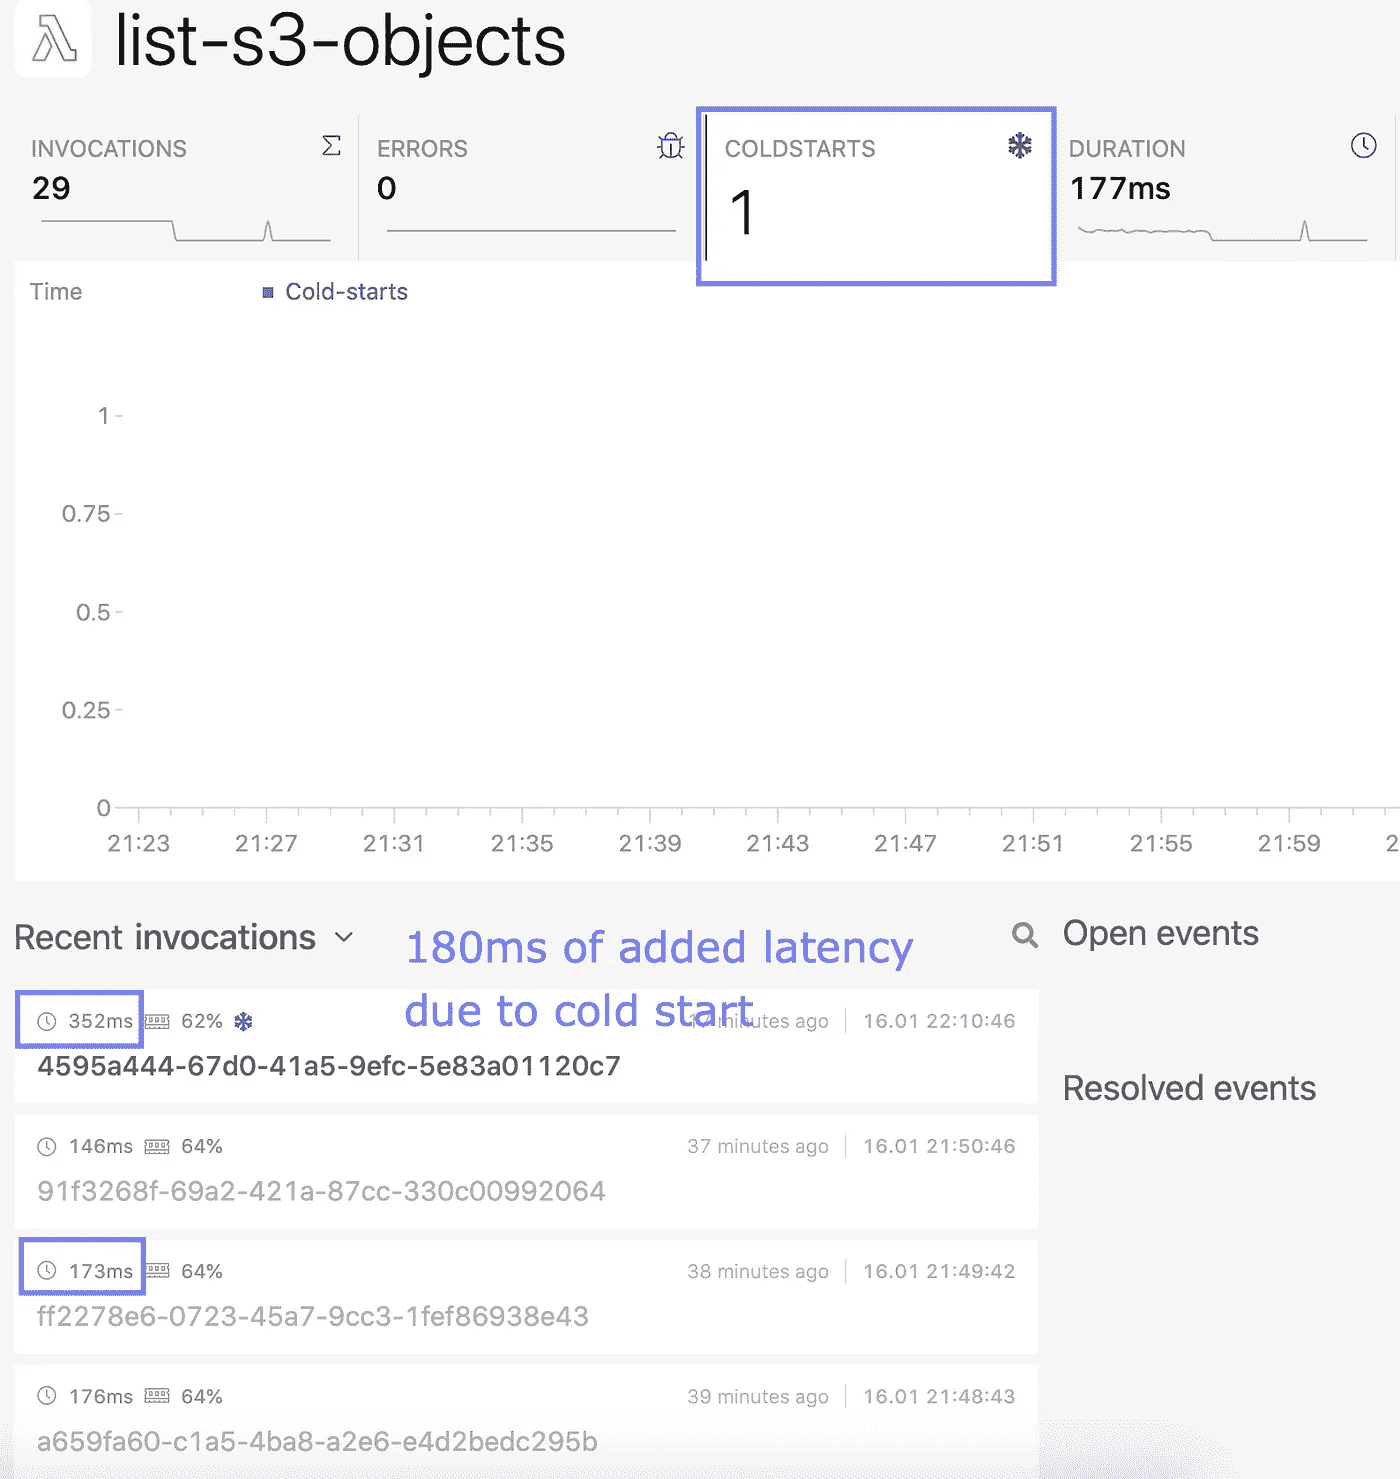 list-s3-objects
INVOCATIONS
29
ERRORS
0
COLDSTARTS
1
DURATION
177ms
Time
Cold-starts
1
0.75
0.5
0.25
0
21:23 21:27 21:31 21:35 21:39 21:43 21:47 21:51 21:55 21:59 2
Recent invocations
180ms of added latency
due to cold start
Open events
352ms 62% 17 minutes ago 16.01 22:10:46
4595a444-67d0-41a5-9efc-5e83a01120c7
Resolved events
146ms 64% 37 minutes ago 16.01 21:50:46
91f3268f-69a2-421a-87cc-330c00992064
173ms 64% 38 minutes ago 16.01 21:49:42
ff2278e6-0723-45a7-9cc3-1fef86938e43
176ms 64% 39 minutes ago 16.01 21:48:43
a659fa60-c1a5-4ba8-a2e6-e4d2bedc295b